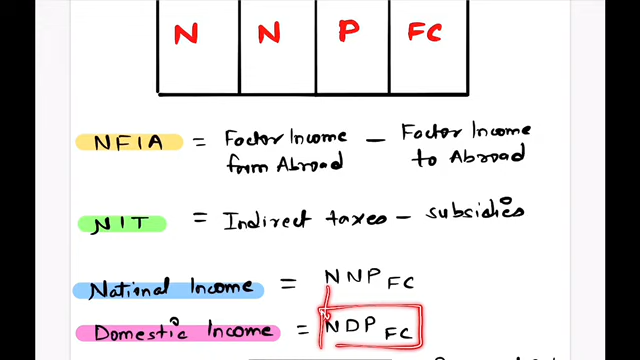 N N P FC
NFIA = Factor Income form Abroad - Factor Income to Abroad
NIT = Indirect taxes - subsidies
National Income = NNP FC
Domestic Income = NDP FC